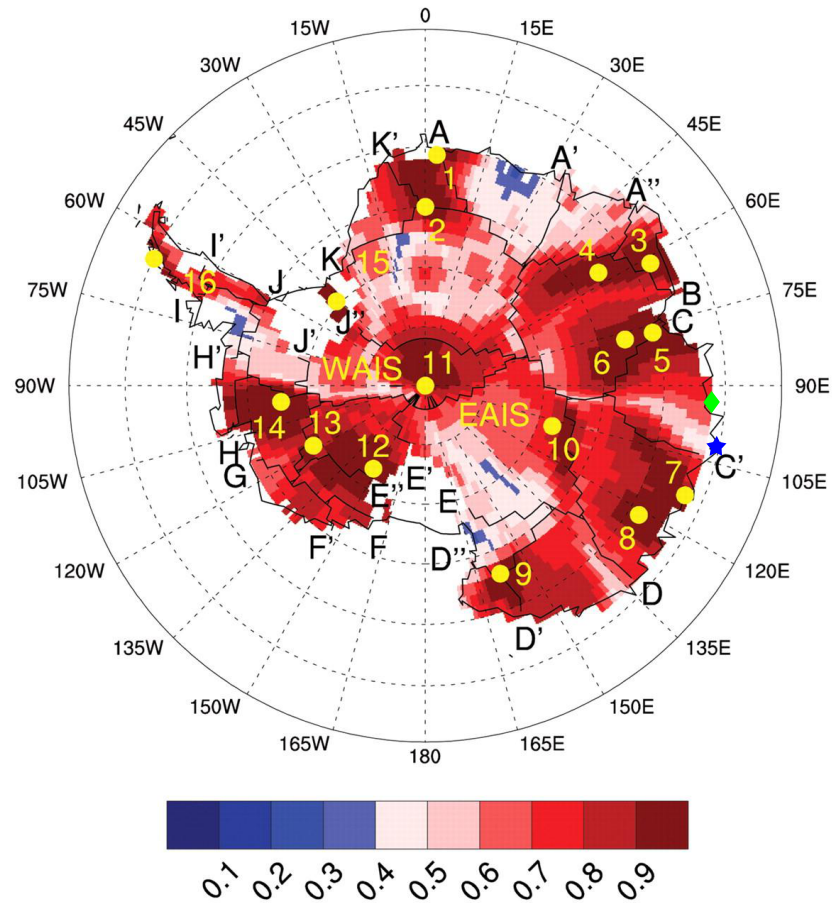 0
15W 15E
30W 30E
45W 45E
60W 60E
75W 75E
90W 90E
105W 105E
120W 120E
135W 135E
150W 150E
165W 165E
180
K' A A' A''
1
2
15 4 3
K B
I' C
16 J
I J'' 6 5
J'
H' WAIS 11
14 EAIS
13 10
H 12 C'
G E' 7
E'' E 8
F' F D''
9 D
D'
0.1 0.2 0.3 0.4 0.5 0.6 0.7 0.8 0.9